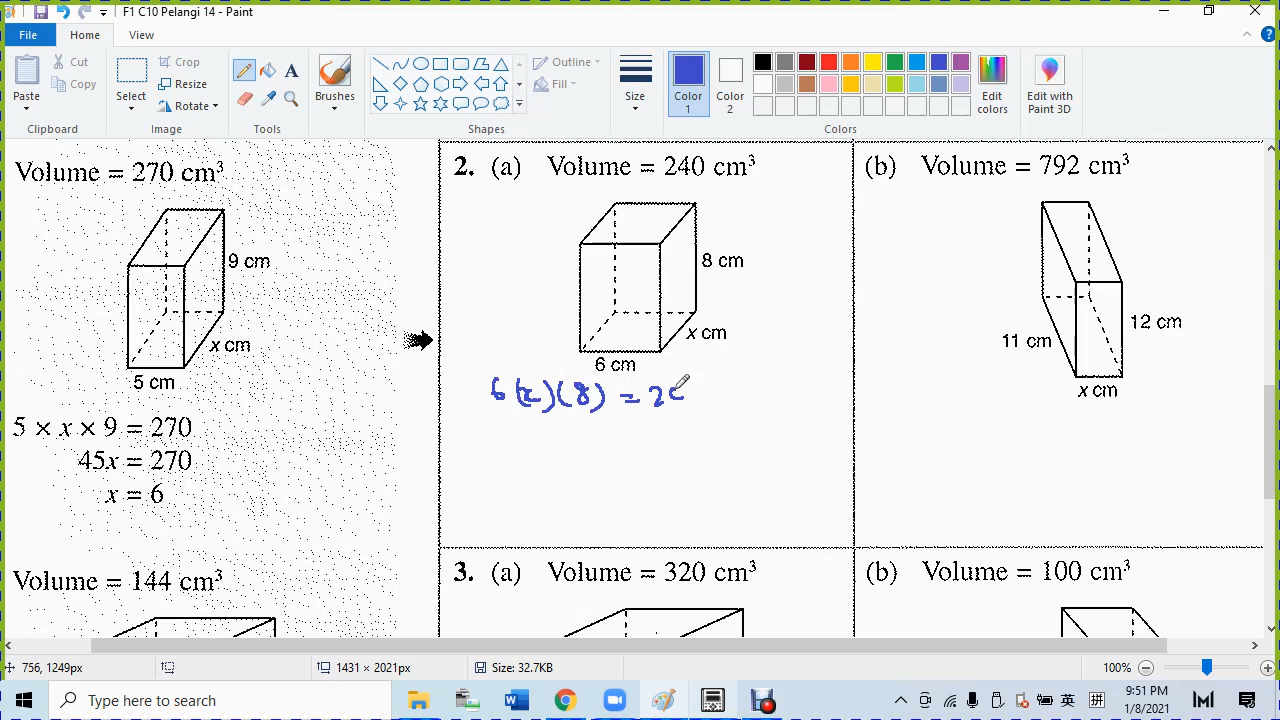 F1 C10 Pelangi 14 - Paint
File Home View
Paste
Cut
Copy
Clipboard
Select
Crop
Resize
Rotate
Image
A
Tools
Brushes
Outline
Fill
Shapes
Size
Color 1
Color 2
Edit colors
Edit with Paint 3D
Colors
Volume = 270 cm³
9 cm
x cm
5 cm
5 × x × 9 = 270
45x = 270
x = 6
Volume = 144 cm³
2. (a) Volume = 240 cm³
8 cm
x cm
6 cm
6(x)(8) = 2
(b) Volume = 792 cm³
11 cm
12 cm
x cm
3. (a) Volume = 320 cm³
(b) Volume = 100 cm³
756, 1249px
1431 × 2021px
Size: 32.7KB
100%
Type here to search
英
拼
9:51 PM
1/8/2021